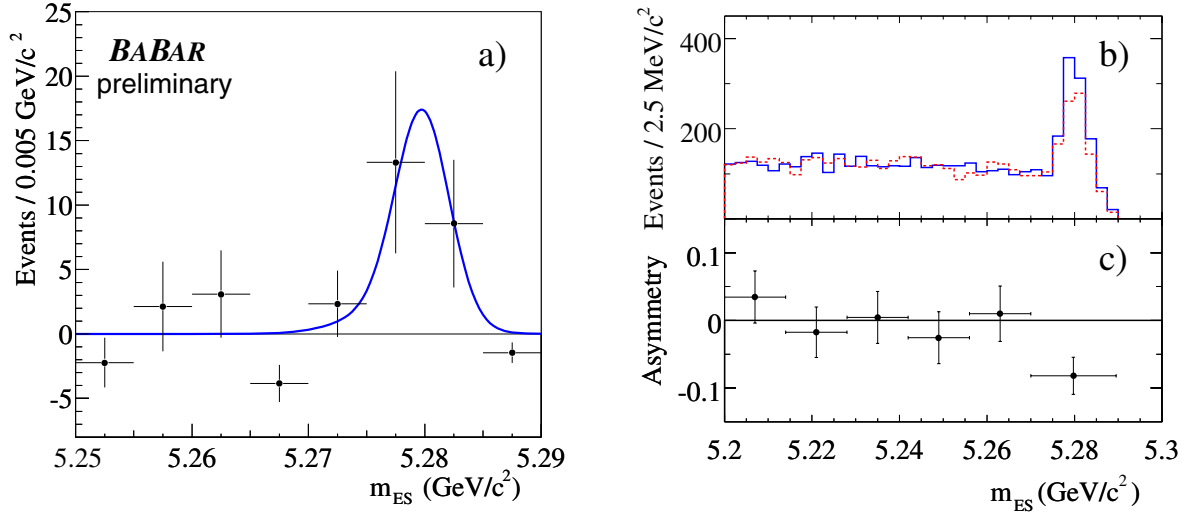 BABAR
preliminary
a)
Events / 0.005 GeV/c²
25
20
15
10
5
0
-5
5.25 5.26 5.27 5.28 5.29
m_ES (GeV/c²)
b)
Events / 2.5 MeV/c²
400
200
c)
Asymmetry
0.1
0
-0.1
5.2 5.22 5.24 5.26 5.28 5.3
m_ES (GeV/c²)